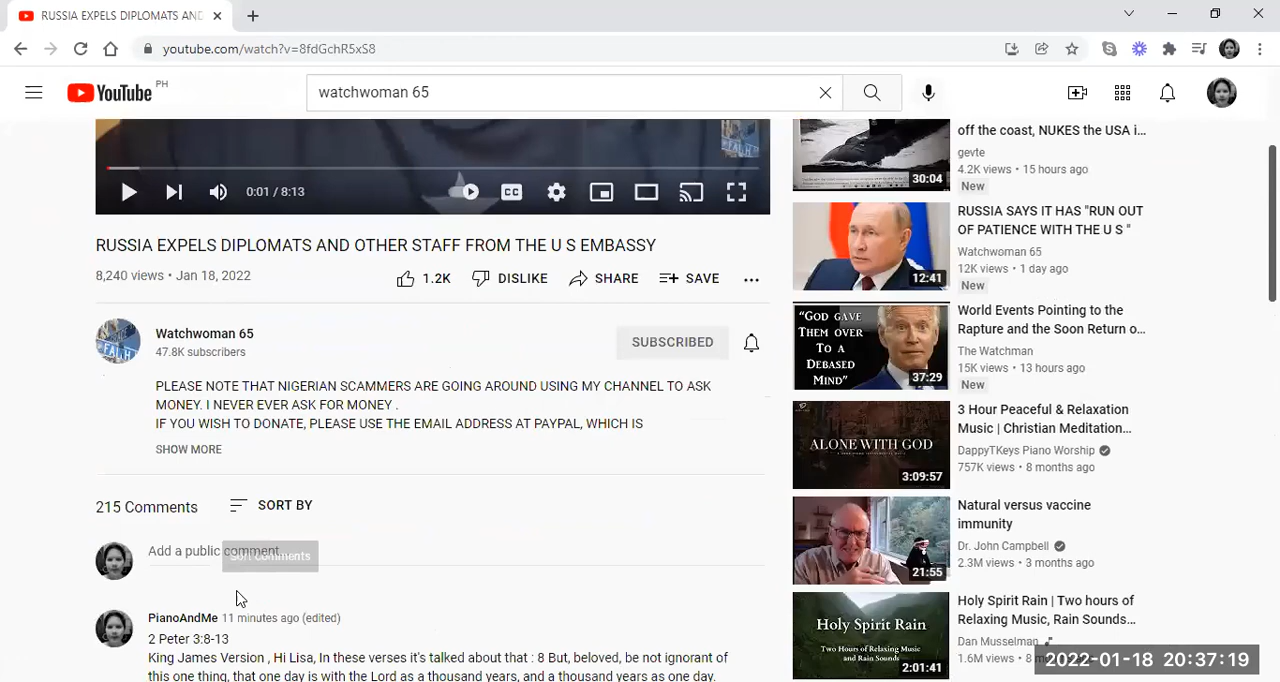 RUSSIA EXPELS DIPLOMATS AND
youtube.com/watch?v=8fdGchR5xS8
YouTube PH
watchwoman 65
0:01 / 8:13
CC
RUSSIA EXPELS DIPLOMATS AND OTHER STAFF FROM THE U S EMBASSY
8,240 views • Jan 18, 2022
1.2K DISLIKE SHARE SAVE
Watchwoman 65
47.8K subscribers
SUBSCRIBED
PLEASE NOTE THAT NIGERIAN SCAMMERS ARE GOING AROUND USING MY CHANNEL TO ASK
MONEY. I NEVER EVER ASK FOR MONEY .
IF YOU WISH TO DONATE, PLEASE USE THE EMAIL ADDRESS AT PAYPAL, WHICH IS
SHOW MORE
215 Comments SORT BY
Add a public comment...
Sort comments
PianoAndMe 11 minutes ago (edited)
2 Peter 3:8-13
King James Version , Hi Lisa, In these verses it's talked about that : 8 But, beloved, be not ignorant of
this one thing, that one day is with the Lord as a thousand years, and a thousand years as one day.
off the coast, NUKES the USA i...
gevte
4.2K views • 15 hours ago
New
30:04
RUSSIA SAYS IT HAS "RUN OUT
OF PATIENCE WITH THE U S "
Watchwoman 65
12K views • 1 day ago
New
12:41
"GOD GAVE
THEM OVER
TO A
DEBASED
MIND"
37:29
World Events Pointing to the
Rapture and the Soon Return o...
The Watchman
15K views • 13 hours ago
New
ALONE WITH GOD
3:09:57
3 Hour Peaceful & Relaxation
Music | Christian Meditation...
DappyTKeys Piano Worship
757K views • 8 months ago
21:55
Natural versus vaccine
immunity
Dr. John Campbell
2.3M views • 3 months ago
Holy Spirit Rain
Two Hours of Relaxing Music
and Rain Sounds
2:01:41
Holy Spirit Rain | Two hours of
Relaxing Music, Rain Sounds...
Dan Musselman
1.6M views • 8
2022-01-18 20:37:19